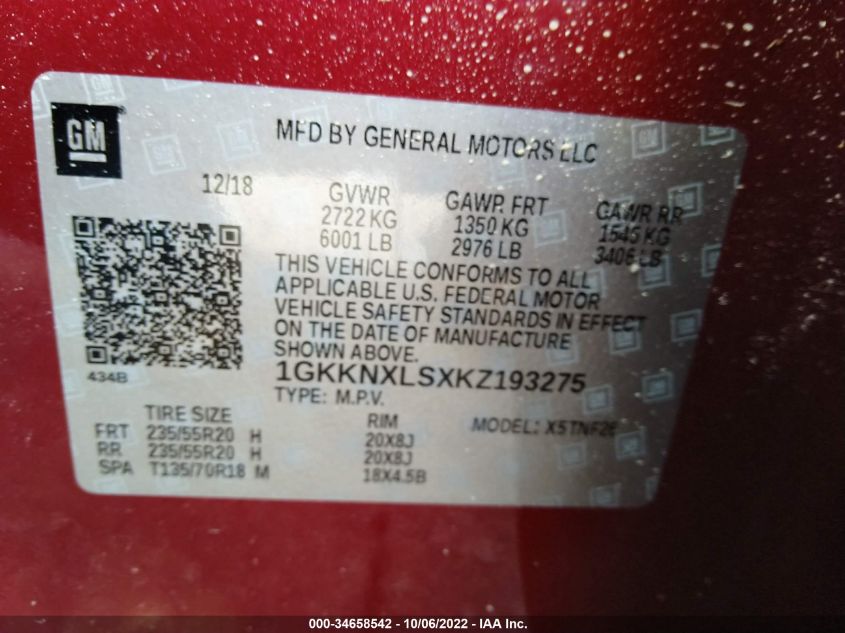 GM
MFD BY GENERAL MOTORS LLC
12/18
GVWR GAWR FRT GAWR RR
2722 KG 1350 KG 1545 KG
6001 LB 2976 LB 3406 LB
THIS VEHICLE CONFORMS TO ALL
APPLICABLE U.S. FEDERAL MOTOR
VEHICLE SAFETY STANDARDS IN EFFECT
ON THE DATE OF MANUFACTURE
SHOWN ABOVE.
434B
1GKKNXLSXKZ193275
TYPE: M.P.V.
TIRE SIZE RIM MODEL: X5TNF26
FRT 235/55R20 H 20X8J
RR 235/55R20 H 20X8J
SPA T135/70R18 M 18X4.5B
000-34658542 - 10/06/2022 - IAA Inc.